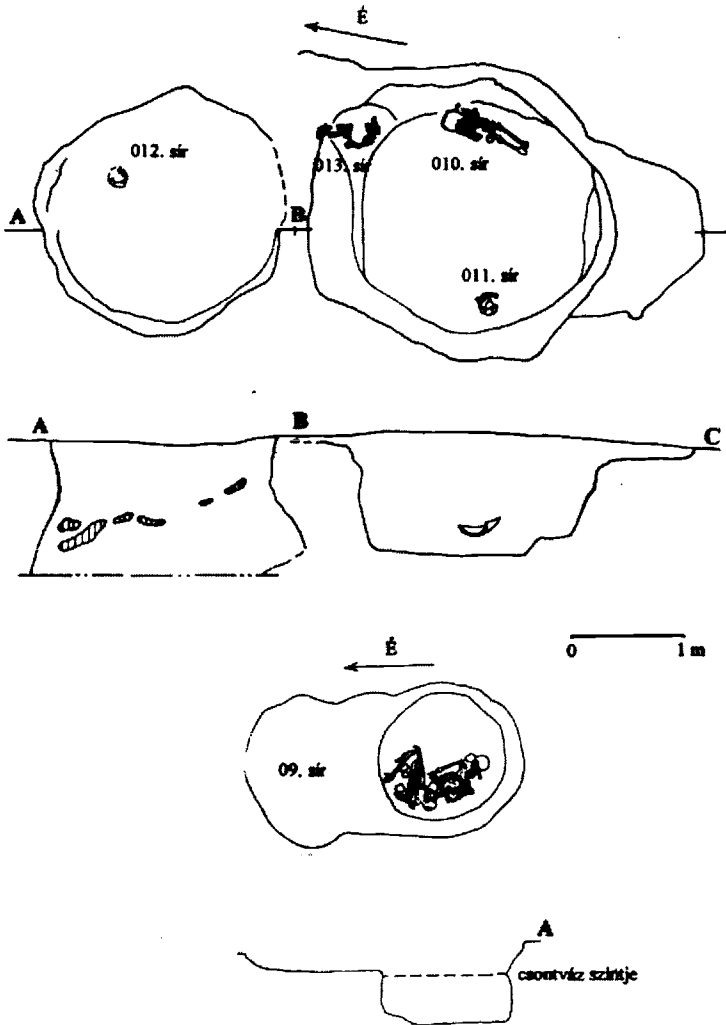 É
012. sír
013. sír
010. sír
A
B
011. sír
A
B
C
0 1 m
É
09. sír
A
csontváz szintje